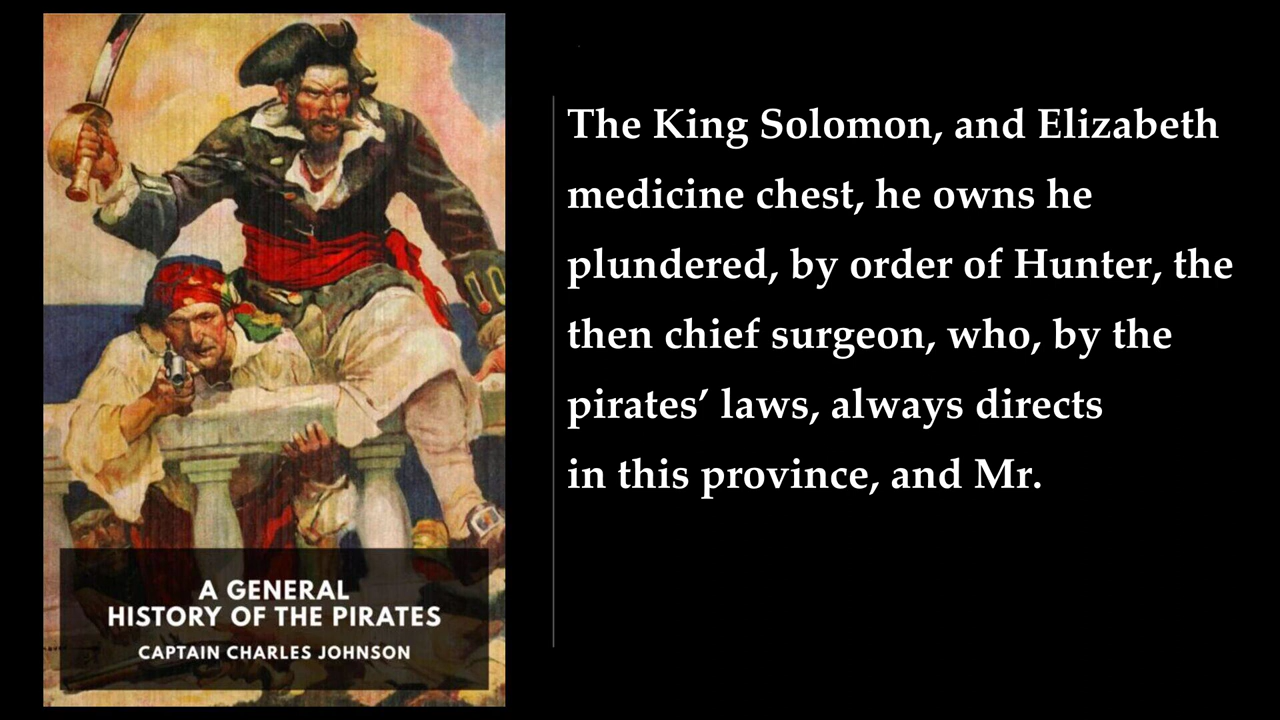 A GENERAL
HISTORY OF THE PIRATES
CAPTAIN CHARLES JOHNSON
The King Solomon, and Elizabeth
medicine chest, he owns he
plundered, by order of Hunter, the
then chief surgeon, who, by the
pirates’ laws, always directs
in this province, and Mr.